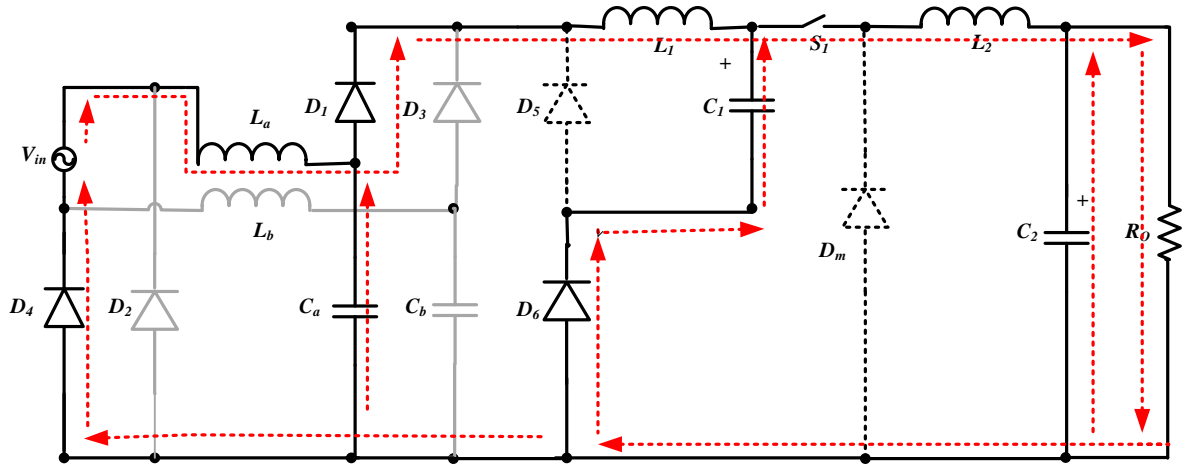 L1
S1
L2
+
D1
D3
D5
C1
La
Vin
Lb
+
Dm
C2
RO
D4
D2
Ca
Cb
D6